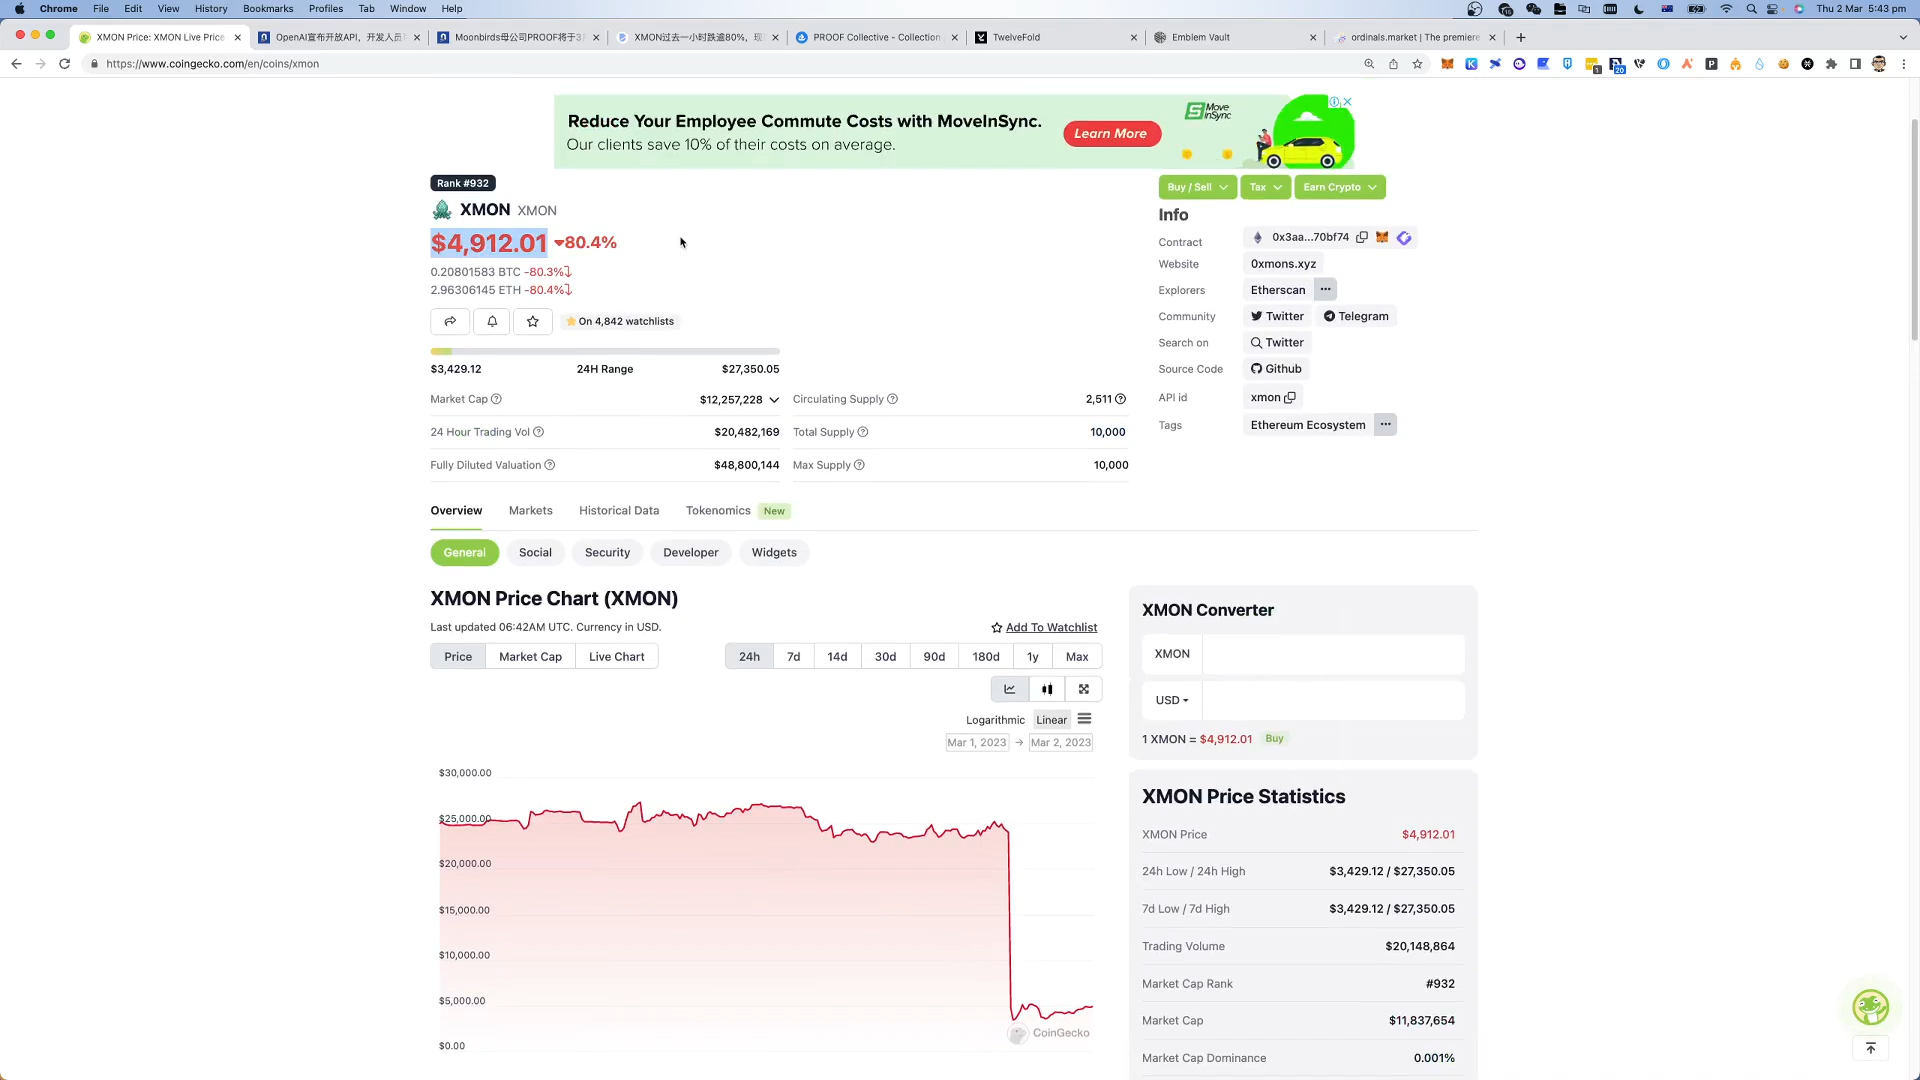 Chrome File Edit View History Bookmarks Profiles Tab Window Help
Thu 2 Mar 5:43 pm
XMON Price: XMON Live Price
OpenAI宣布开放API，开发人员
Moonbirds母公司PROOF将于3
XMON过去一小时跌逾80%，现
PROOF Collective - Collection
TwelveFold
Emblem Vault
ordinals.market | The premiere
https://www.coingecko.com/en/coins/xmon
Reduce Your Employee Commute Costs with MoveInSync.
Our clients save 10% of their costs on average.
Learn More
Move
InSync
Rank #932
XMON XMON
$4,912.01 80.4%
0.20801583 BTC -80.3%
2.96306145 ETH -80.4%
On 4,842 watchlists
$3,429.12 24H Range $27,350.05
Market Cap $12,257,228
Circulating Supply 2,511
24 Hour Trading Vol $20,482,169
Total Supply 10,000
Fully Diluted Valuation $48,800,144
Max Supply 10,000
Buy / Sell Tax Earn Crypto
Info
Contract 0x3aa...70bf74
Website 0xmons.xyz
Explorers Etherscan
Community Twitter Telegram
Search on Twitter
Source Code Github
API id xmon
Tags Ethereum Ecosystem
Overview Markets Historical Data Tokenomics New
General Social Security Developer Widgets
XMON Price Chart (XMON)
Last updated 06:42AM UTC. Currency in USD.
Add To Watchlist
Price Market Cap Live Chart
24h 7d 14d 30d 90d 180d 1y Max
Logarithmic Linear
Mar 1, 2023 → Mar 2, 2023
$30,000.00
$25,000.00
$20,000.00
$15,000.00
$10,000.00
$5,000.00
$0.00
CoinGecko
XMON Converter
XMON
USD
1 XMON = $4,912.01 Buy
XMON Price Statistics
XMON Price $4,912.01
24h Low / 24h High $3,429.12 / $27,350.05
7d Low / 7d High $3,429.12 / $27,350.05
Trading Volume $20,148,864
Market Cap Rank #932
Market Cap $11,837,654
Market Cap Dominance 0.001%